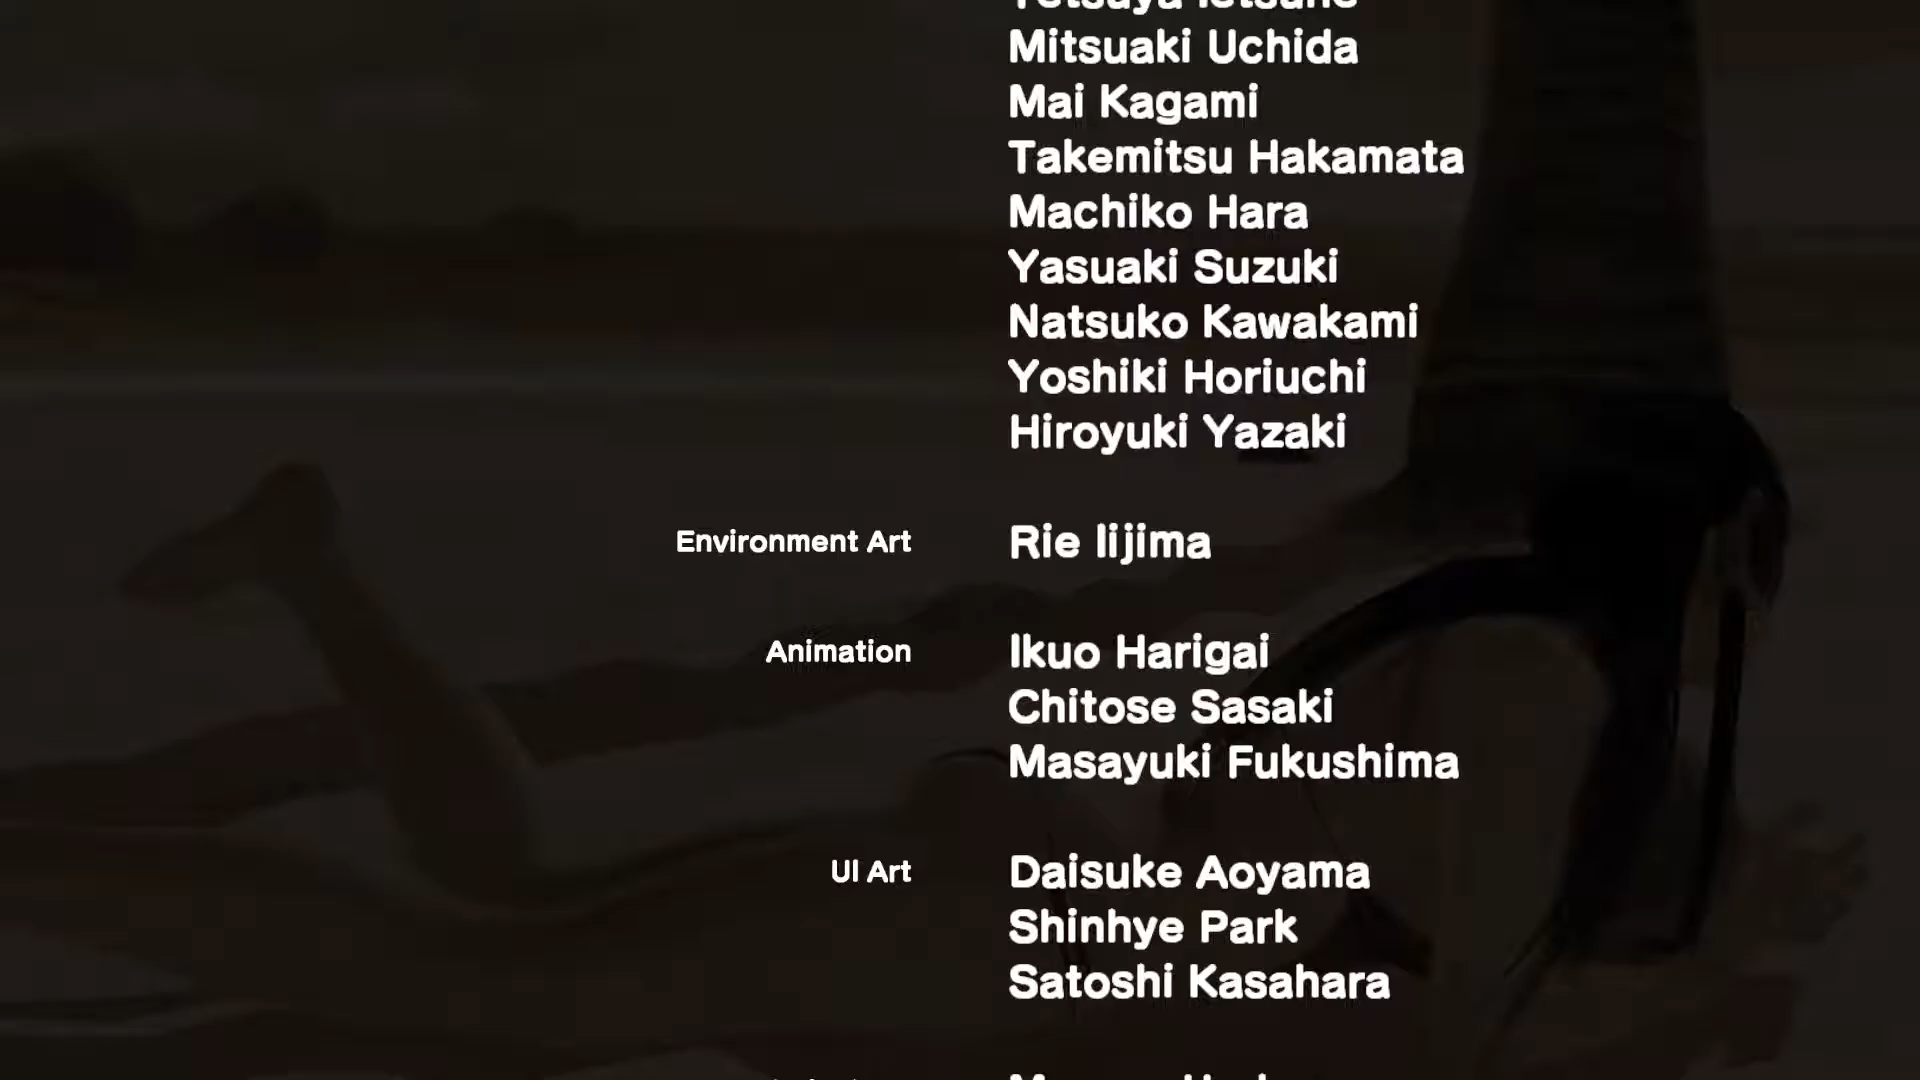 Mitsuaki Uchida
Mai Kagami
Takemitsu Hakamata
Machiko Hara
Yasuaki Suzuki
Natsuko Kawakami
Yoshiki Horiuchi
Hiroyuki Yazaki
Environment Art Rie Iijima
Animation Ikuo Harigai
Chitose Sasaki
Masayuki Fukushima
UI Art Daisuke Aoyama
Shinhye Park
Satoshi Kasahara